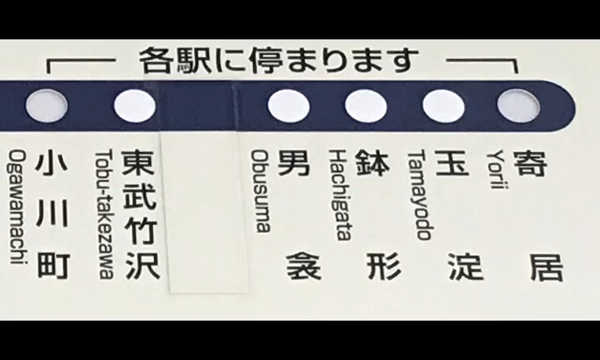 各駅に停まります
小川町
Ogawamachi
東武竹沢
Tobu-takezawa
男衾
Obusuma
鉢形
Hachigata
玉淀
Tamayodo
寄居
Yorii